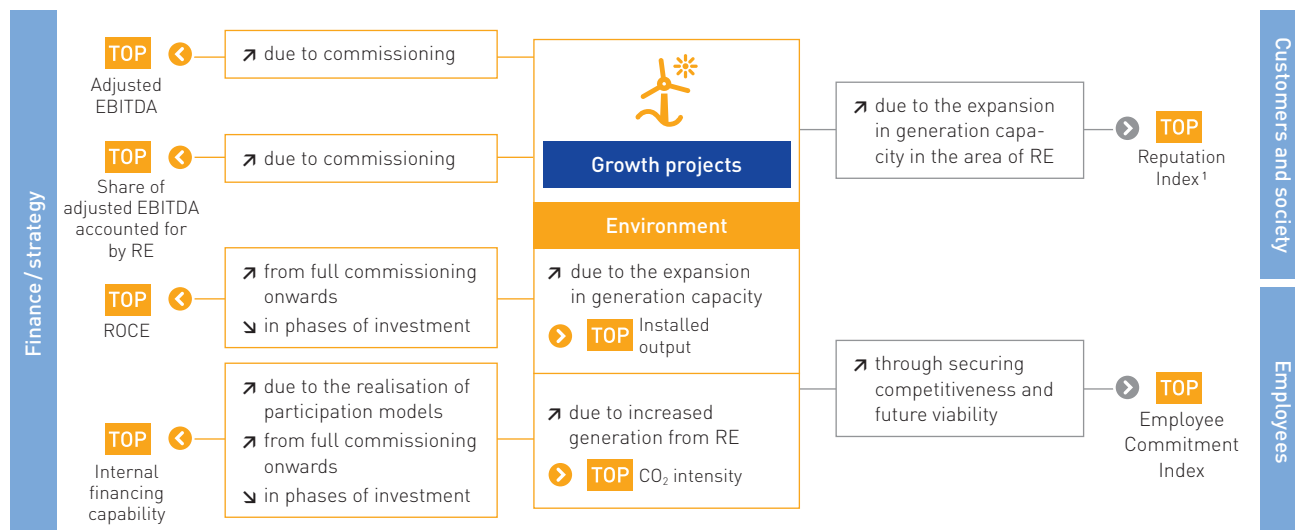 Finance / strategy
TOP
Adjusted
EBITDA
↗ due to commissioning
TOP
Share of
adjusted EBITDA
accounted for
by RE
↗ due to commissioning
TOP
ROCE
↗ from full commissioning
onwards
↘ in phases of investment
TOP
Internal
financing
capability
↗ due to the realisation of
participation models
↗ from full commissioning
onwards
↘ in phases of investment
Growth projects
Environment
↗ due to the expansion
in generation capacity
TOP Installed
output
↗ due to increased
generation from RE
TOP CO₂ intensity
↗ due to the expansion
in generation capa-
city in the area of RE
TOP
Reputation
Index¹
Customers and society
↗ through securing
competitiveness and
future viability
TOP
Employee
Commitment
Index
Employees